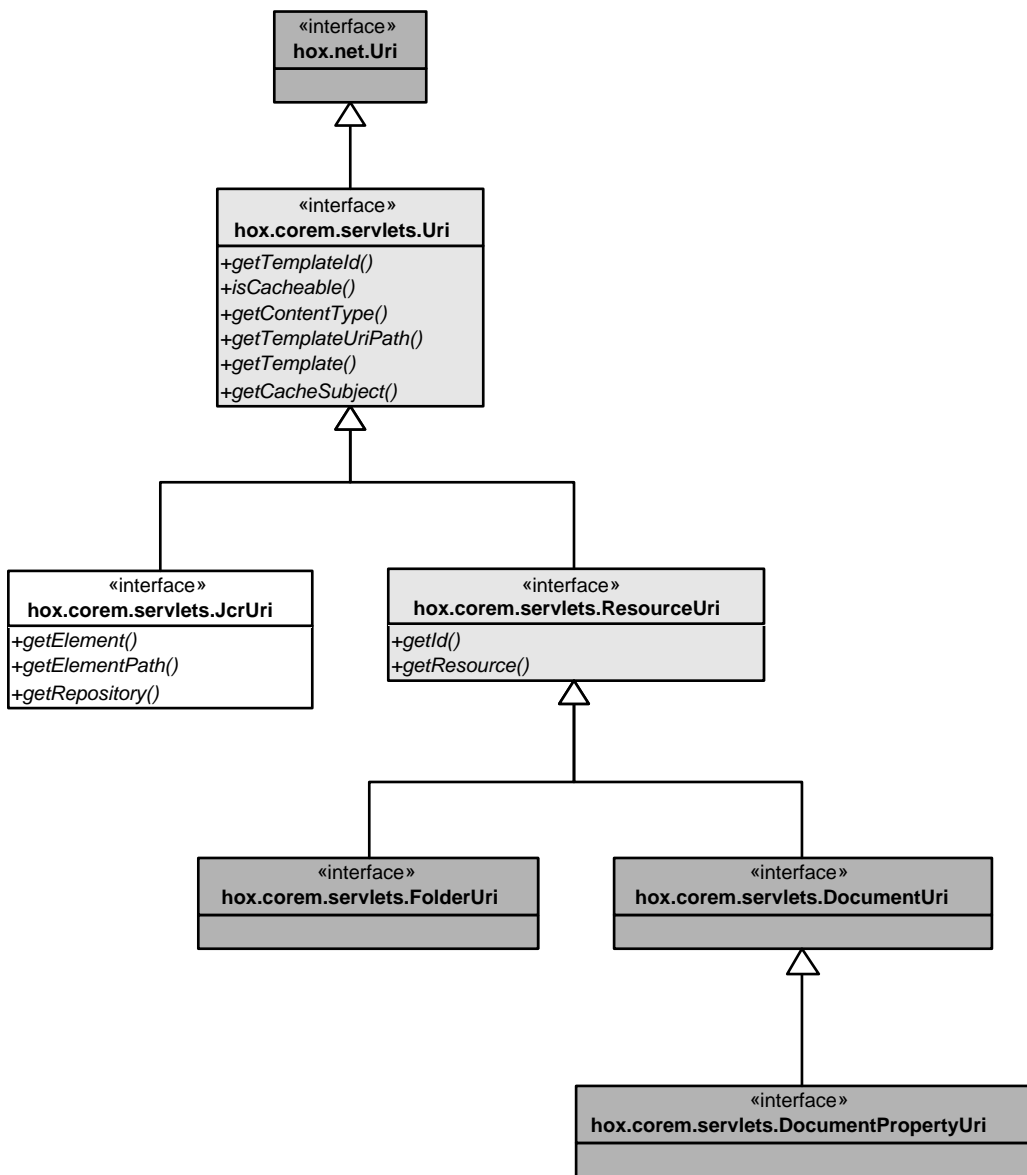 «interface»
hox.net.Uri
«interface»
hox.corem.servlets.Uri
+getTemplateId()
+isCacheable()
+getContentType()
+getTemplateUriPath()
+getTemplate()
+getCacheSubject()
«interface»
hox.corem.servlets.JcrUri
+getElement()
+getElementPath()
+getRepository()
«interface»
hox.corem.servlets.ResourceUri
+getId()
+getResource()
«interface»
hox.corem.servlets.FolderUri
«interface»
hox.corem.servlets.DocumentUri
«interface»
hox.corem.servlets.DocumentPropertyUri